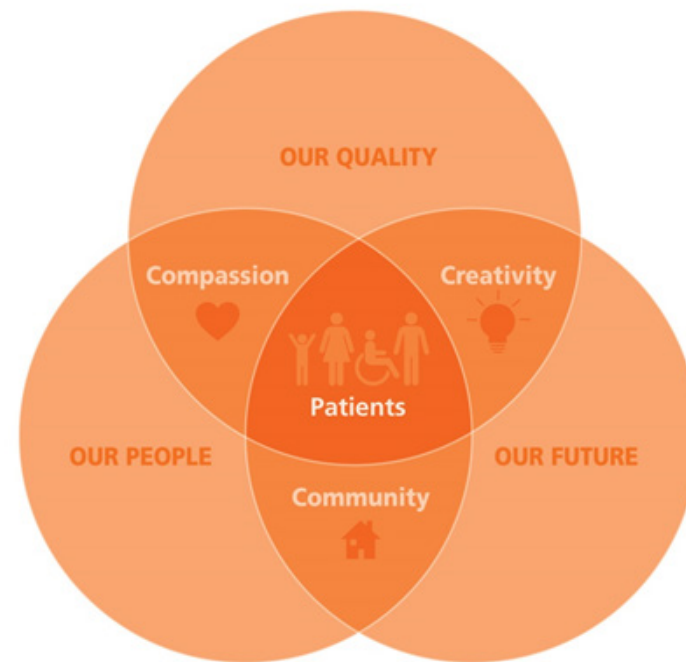 OUR QUALITY
Compassion
Creativity
Patients
OUR PEOPLE
OUR FUTURE
Community